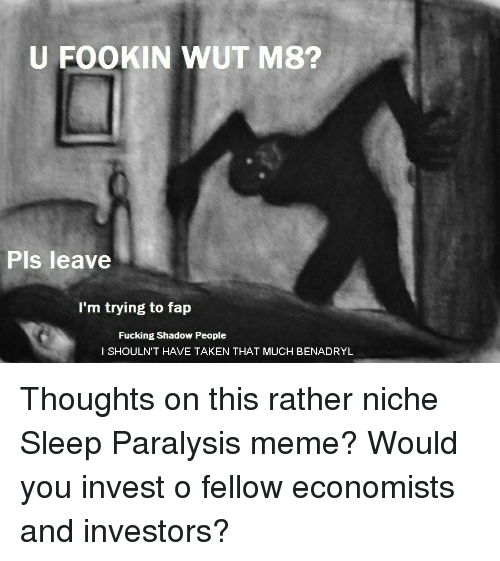 U FOOKIN WUT M8?
Pls leave
I'm trying to fap
Fucking Shadow People
I SHOULN'T HAVE TAKEN THAT MUCH BENADRYL
Thoughts on this rather niche
Sleep Paralysis meme? Would
you invest o fellow economists
and investors?